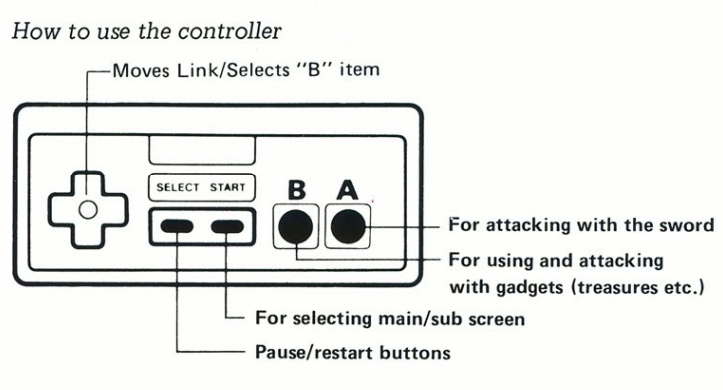 How to use the controller
Moves Link/Selects "B" item
SELECT START
B A
For attacking with the sword
For using and attacking
with gadgets (treasures etc.)
For selecting main/sub screen
Pause/restart buttons